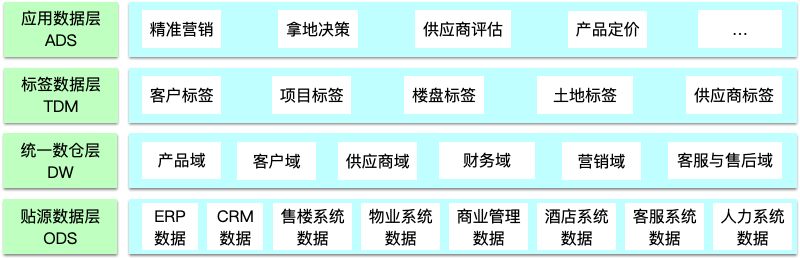 应用数据层
ADS
精准营销
拿地决策
供应商评估
产品定价
...
标签数据层
TDM
客户标签
项目标签
楼盘标签
土地标签
供应商标签
统一数仓层
DW
产品域
客户域
供应商域
财务域
营销域
客服与售后域
贴源数据层
ODS
ERP
数据
CRM
数据
售楼系统
数据
物业系统
数据
商业管理
数据
酒店系统
数据
客服系统
数据
人力系统
数据